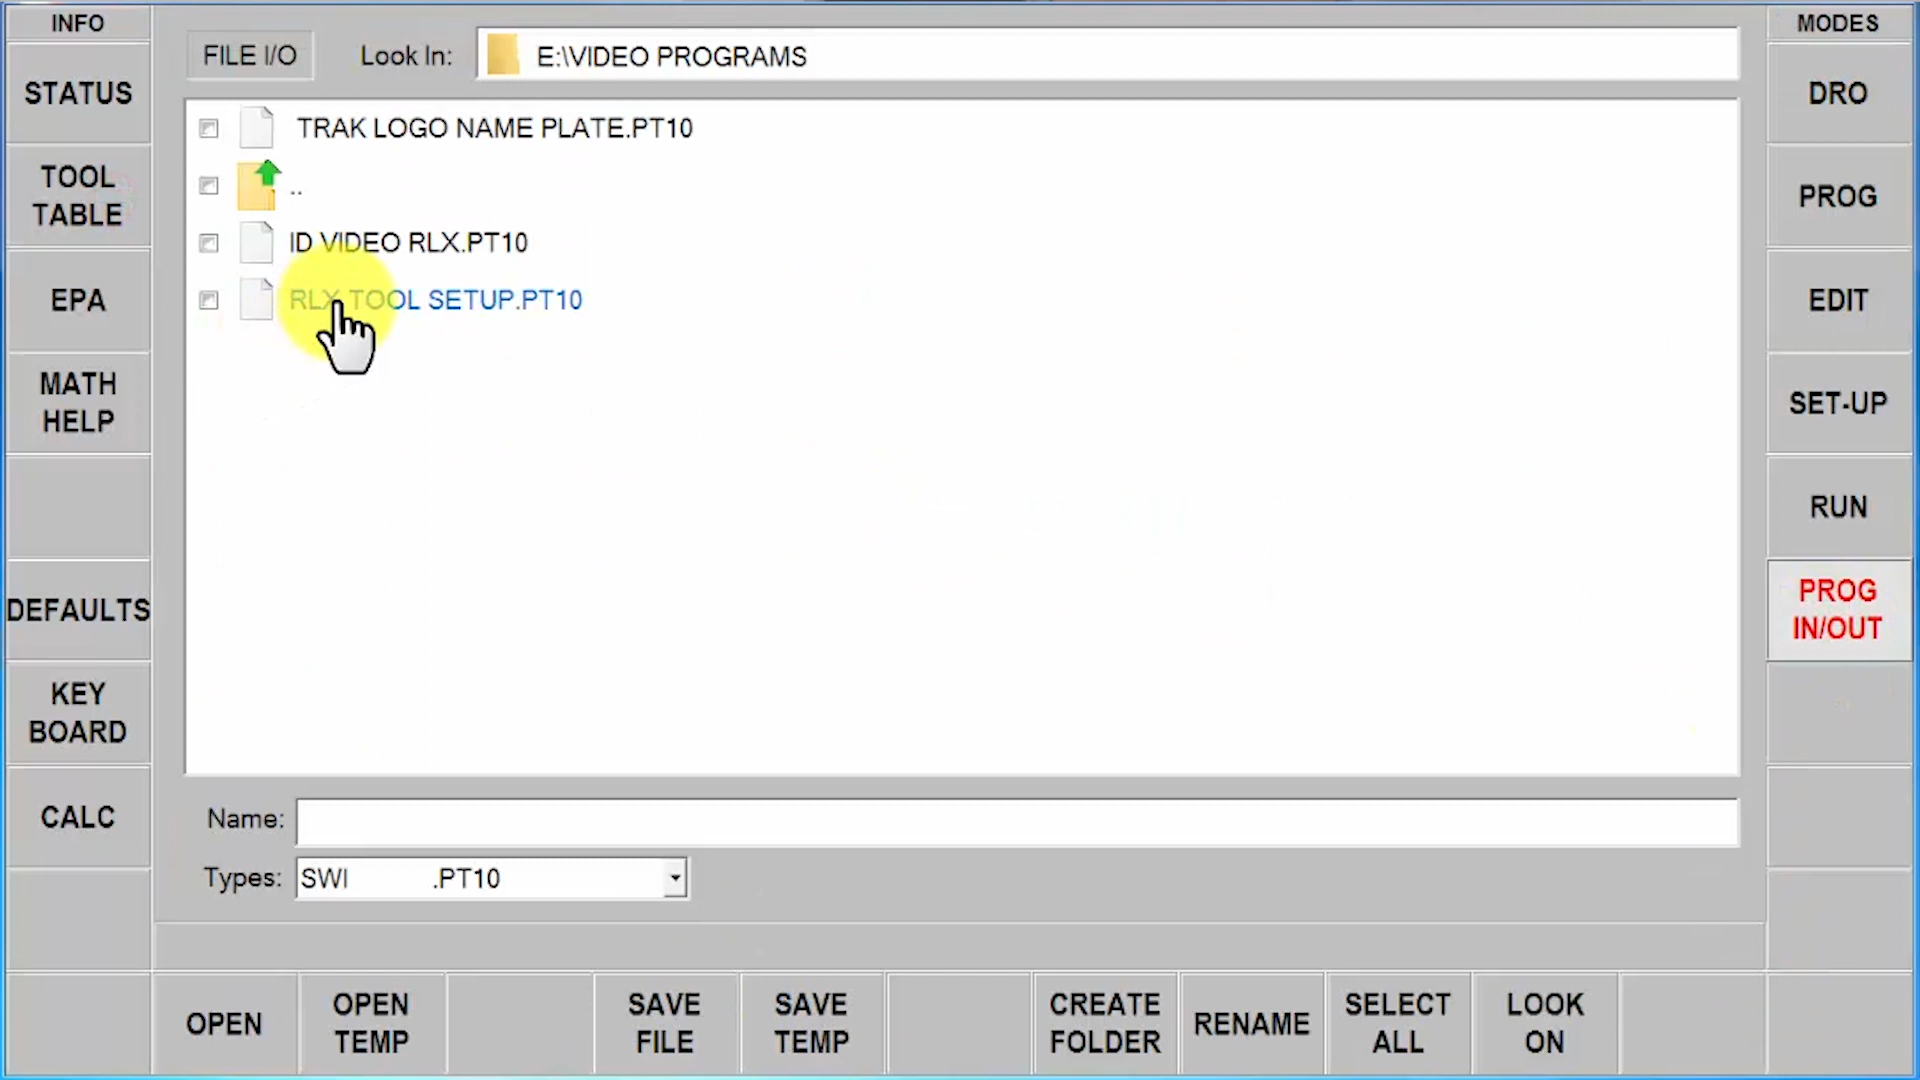 INFO
STATUS
TOOL
TABLE
EPA
MATH
HELP
DEFAULTS
KEY
BOARD
CALC
FILE I/O
Look In:
E:\VIDEO PROGRAMS
TRAK LOGO NAME PLATE.PT10
..
ID VIDEO RLX.PT10
RLX TOOL SETUP.PT10
Name:
Types:
SWI .PT10
MODES
DRO
PROG
EDIT
SET-UP
RUN
PROG
IN/OUT
OPEN
OPEN
TEMP
SAVE
FILE
SAVE
TEMP
CREATE
FOLDER
RENAME
SELECT
ALL
LOOK
ON